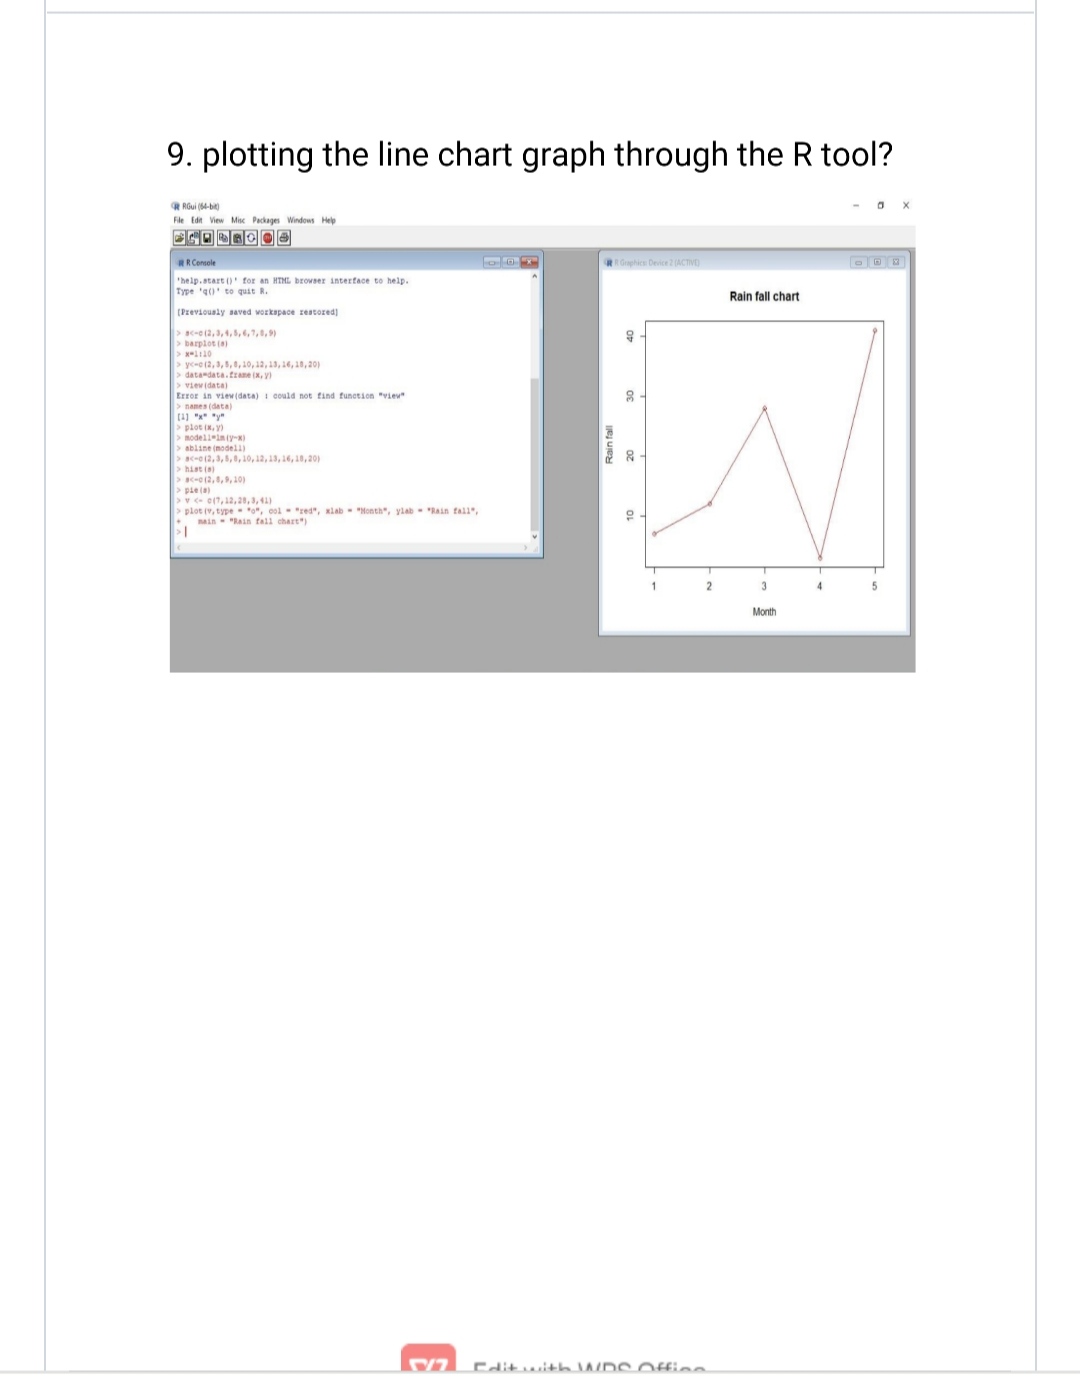 9. plotting the line chart graph through the R tool?
RGui (64-bit)
File Edit View Misc Packages Windows Help
R Console
'help.start()' for an HTML browser interface to help.
Type 'q()' to quit R.
[Previously saved workspace restored]
> a<-c(2,3,4,5,6,7,8,9)
> barplot(a)
> x=1:10
> y<-c(2,3,5,8,10,12,13,16,18,20)
> data=data.frame(x,y)
> view(data)
Error in view(data) : could not find function "view"
> names(data)
[1] "x" "y"
> plot(x,y)
> model1=lm(y~x)
> abline(model1)
> a<-c(2,3,5,8,10,12,13,16,18,20)
> hist(a)
> a<-c(2,8,9,10)
> pie(a)
> v <- c(7,12,28,3,41)
> plot(v,type = "o", col = "red", xlab = "Month", ylab = "Rain fall",
+ main = "Rain fall chart")
>
R Graphics: Device 2 (ACTIVE)
Rain fall chart
Rain fall
40
30
20
10
1 2 3 4 5
Month
Edit with WPS Office